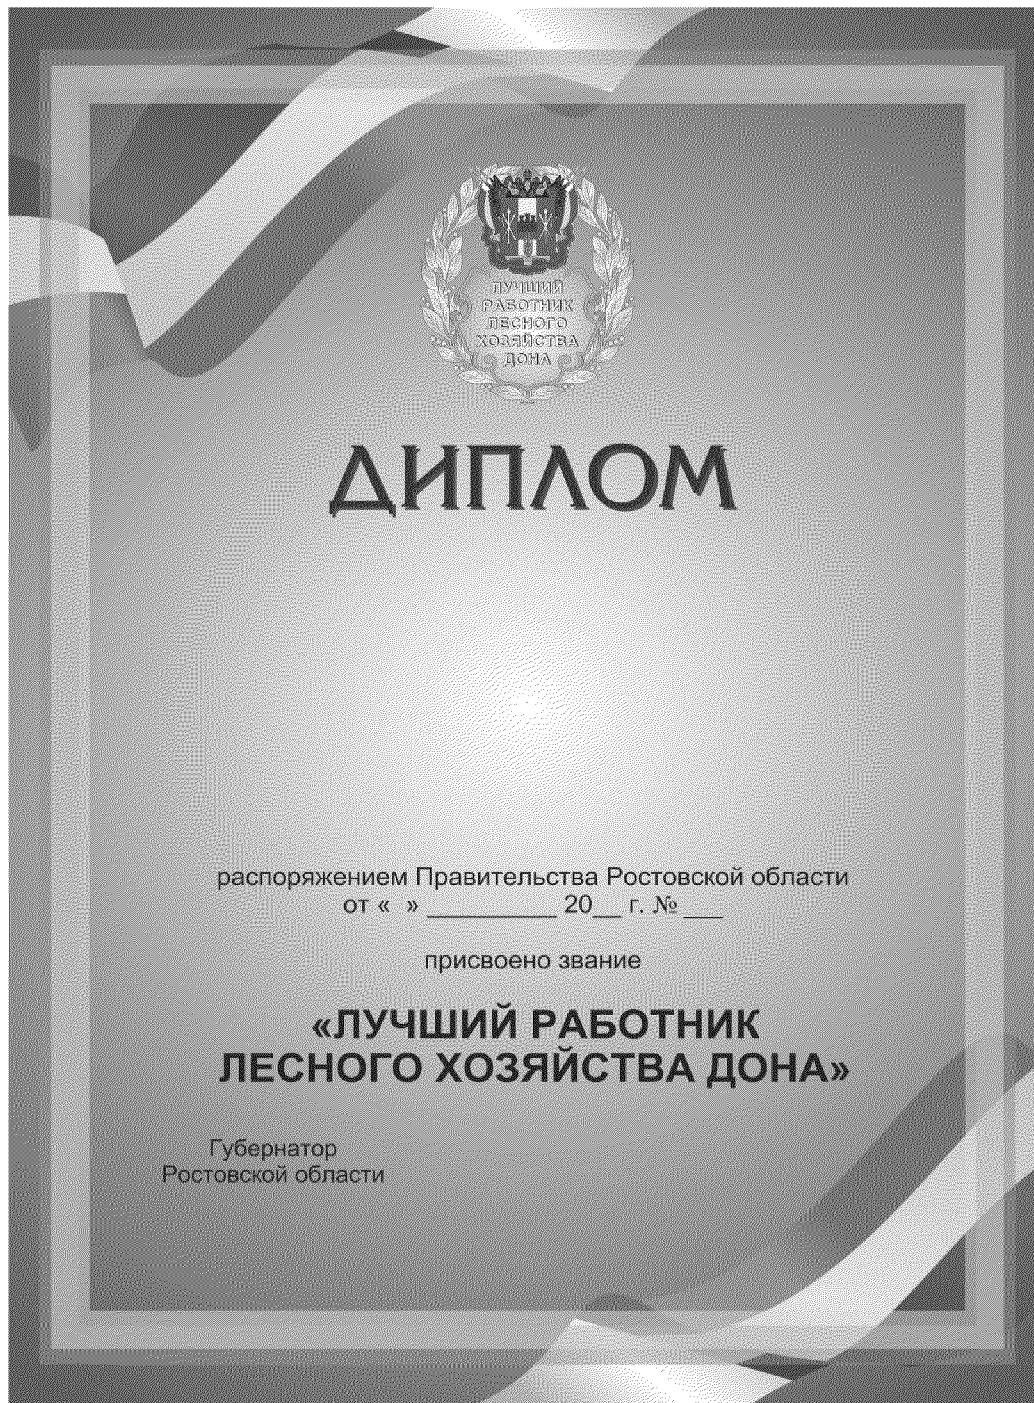 ЛУЧШИЙ
РАБОТНИК
ЛЕСНОГО
ХОЗЯЙСТВА
ДОНА
ДИПЛОМ
распоряжением Правительства Ростовской области
от « » __________ 20__ г. № ___
присвоено звание
«ЛУЧШИЙ РАБОТНИК
ЛЕСНОГО ХОЗЯЙСТВА ДОНА»
Губернатор
Ростовской области